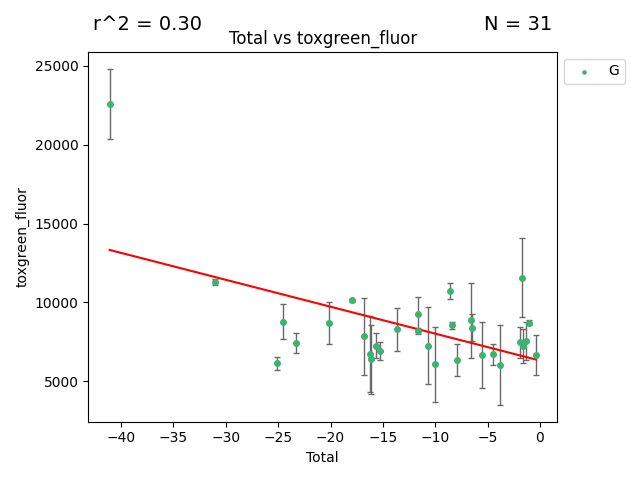 r^2 = 0.30
N = 31
Total vs toxgreen_fluor
G
25000
20000
15000
10000
5000
toxgreen_fluor
−40
−35
−30
−25
−20
−15
−10
−5
0
Total